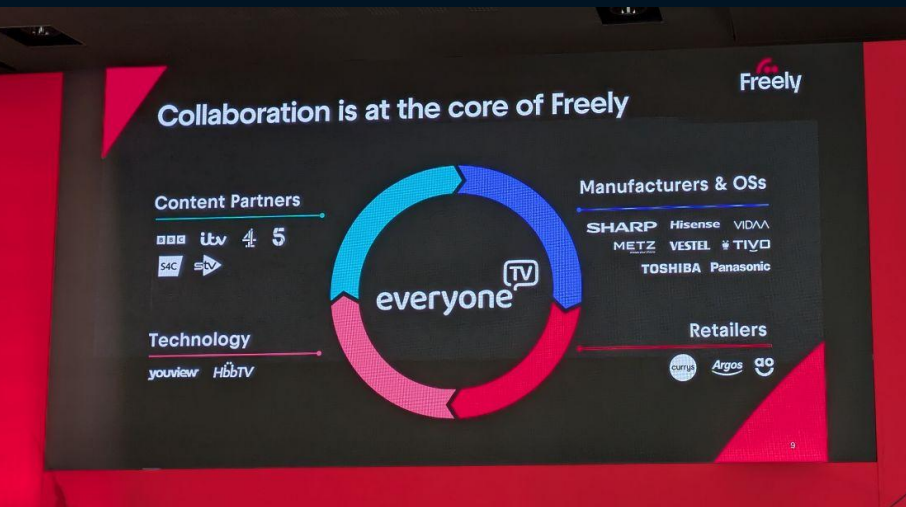 Freely
Collaboration is at the core of Freely
Content Partners
BBC itv 4 5
S4C stv
Technology
youview HbbTV
everyone TV
Manufacturers & OSs
SHARP Hisense VIDAA
METZ VESTEL TIVO
TOSHIBA Panasonic
Retailers
currys Argos ao
9